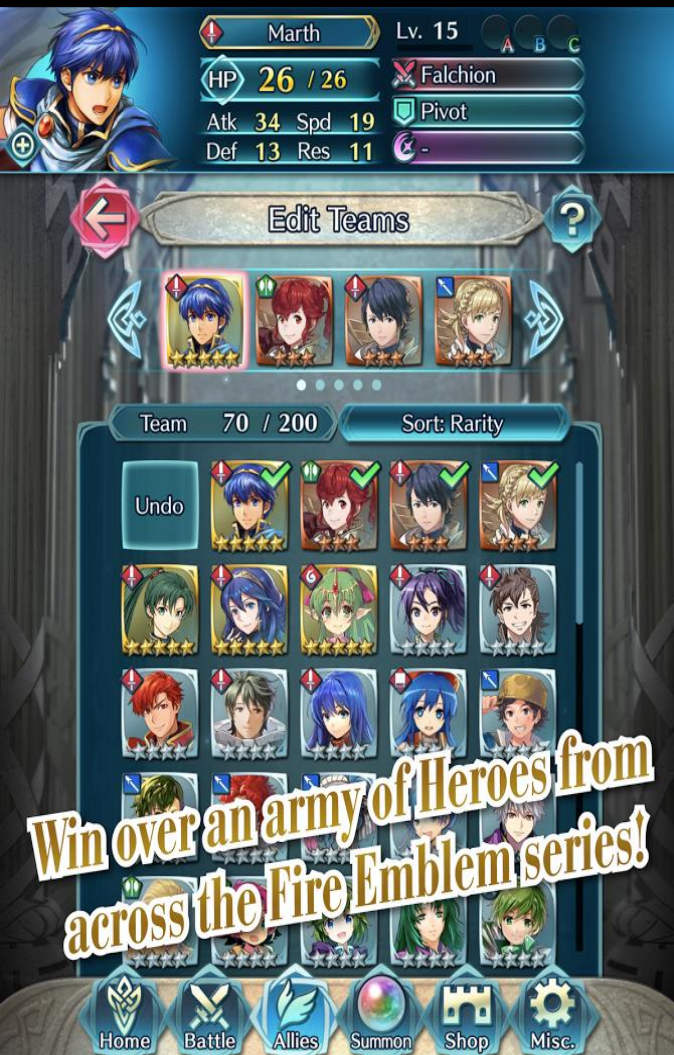 Marth
Lv. 15
A B C
HP 26 / 26
Falchion
Atk 34 Spd 19
Pivot
Def 13 Res 11
-
Edit Teams
?
Team 70 / 200
Sort: Rarity
Undo
Win over an army of Heroes from
across the Fire Emblem series!
Home Battle Allies Summon Shop Misc.